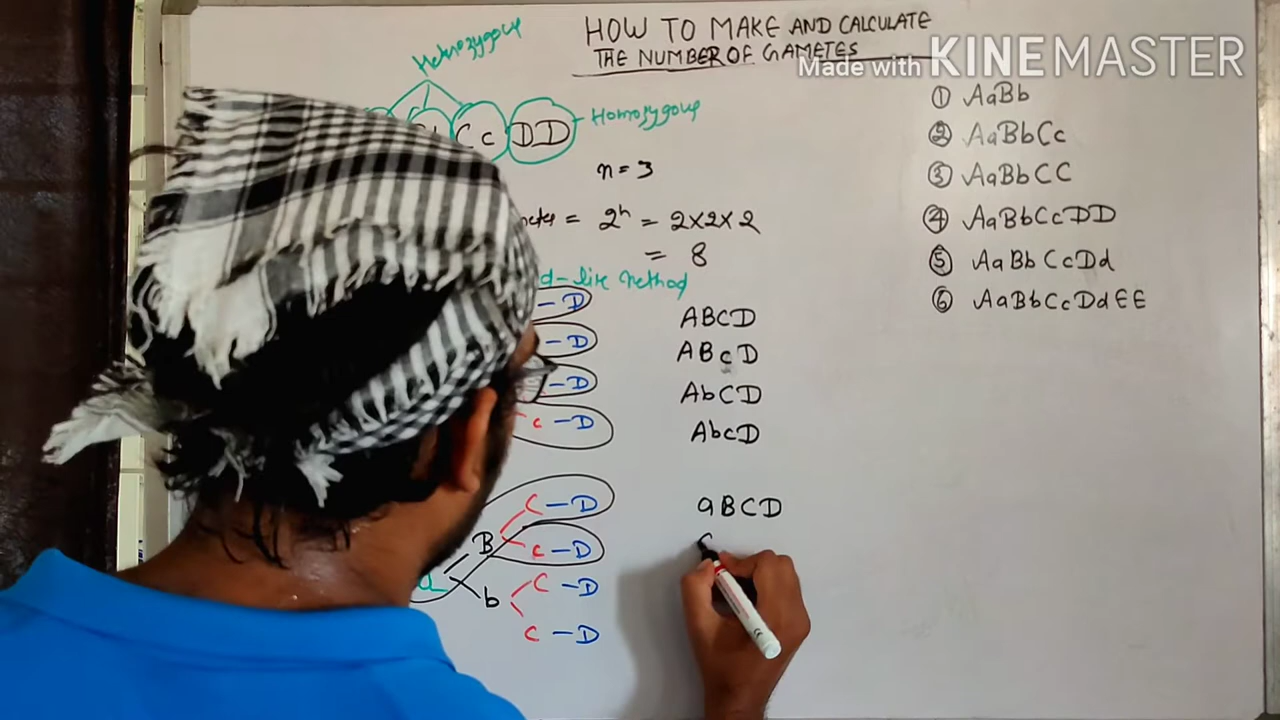 HOW TO MAKE AND CALCULATE
THE NUMBER OF GAMETES
Made with KINEMASTER
Heterozygous
Cc DD
Homozygous
n = 3
= 2ⁿ = 2×2×2
= 8
method
- D
- D
- D
c - D
ABCD
ABcD
AbCD
AbcD
C - D
B
c - D
a
b
C - D
c - D
aBCD
① AaBb
② AaBbCc
③ AaBbCC
④ AaBbCcDD
⑤ AaBbCcDd
⑥ AaBbCcDdEE